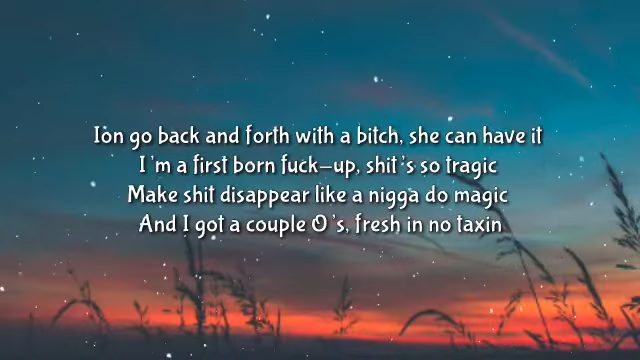 Ion go back and forth with a bitch, she can have it
I'm a first born fuck-up, shit's so tragic
Make shit disappear like a nigga do magic
And I got a couple O's, fresh in no taxin